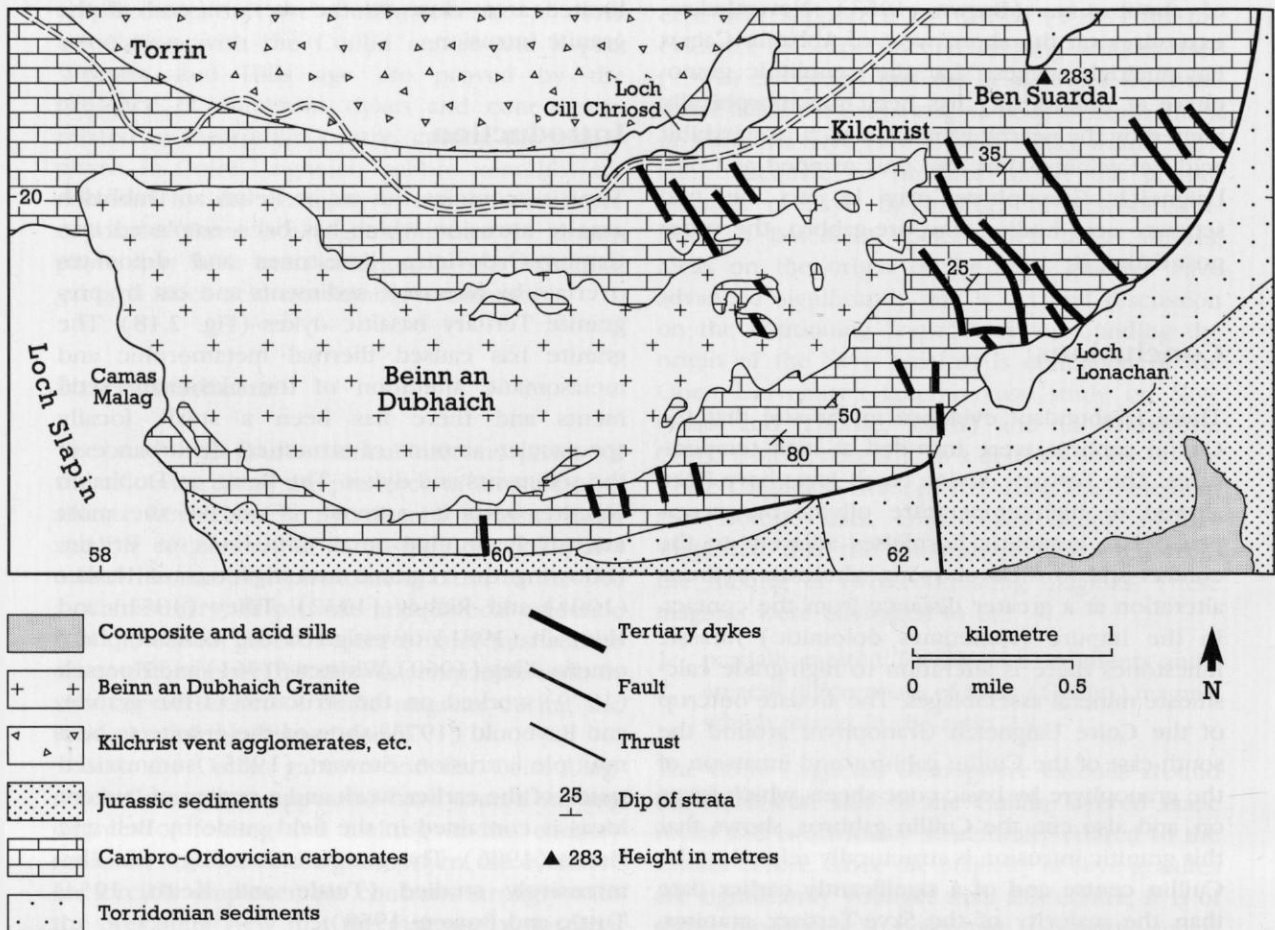 Torrin
Loch
Cill Chriosd
283
Ben Suardal
Kilchrist
35
20
25
Loch Slapin
Camas
Malag
Beinn an
Dubhaich
Loch
Lonachan
50
80
58
60
62
Composite and acid sills
Beinn an Dubhaich Granite
Kilchrist vent agglomerates, etc.
Jurassic sediments
Cambro-Ordovician carbonates
Torridonian sediments
Tertiary dykes
Fault
Thrust
25 Dip of strata
283 Height in metres
0 kilometre 1
0 mile 0.5
N